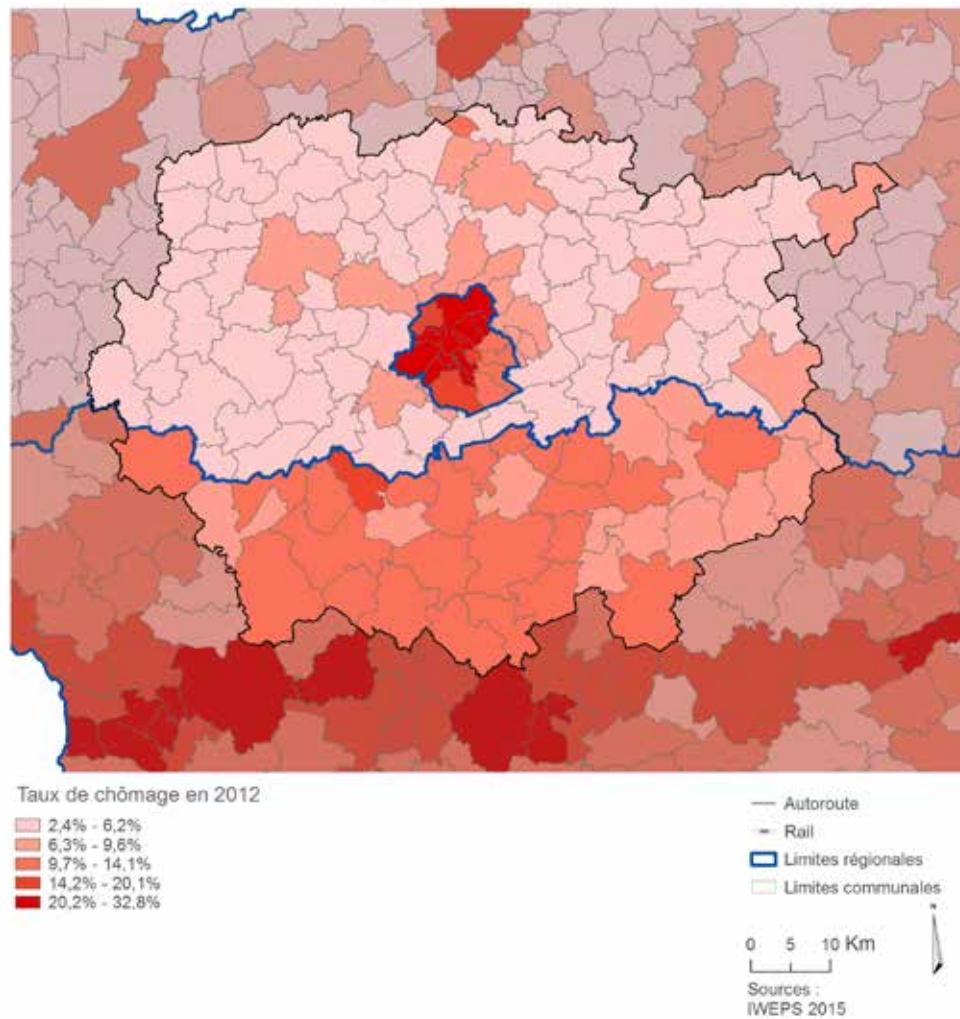 Taux de chômage en 2012
2,4% - 6,2%
6,3% - 9,6%
9,7% - 14,1%
14,2% - 20,1%
20,2% - 32,8%
Autoroute
Rail
Limites régionales
Limites communales
N
0 5 10 Km
Sources :
IWEPS 2015